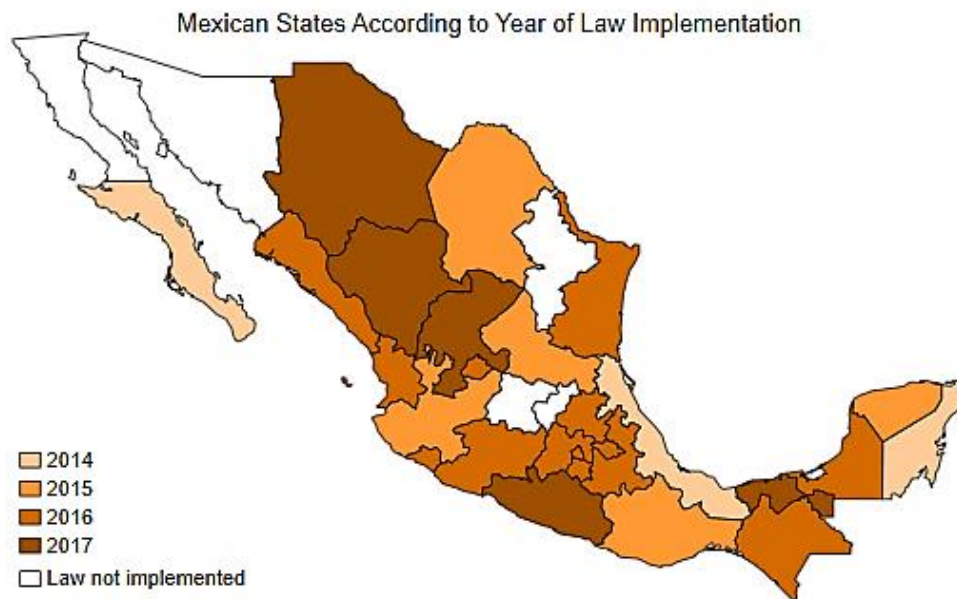 Mexican States According to Year of Law Implementation
2014
2015
2016
2017
Law not implemented